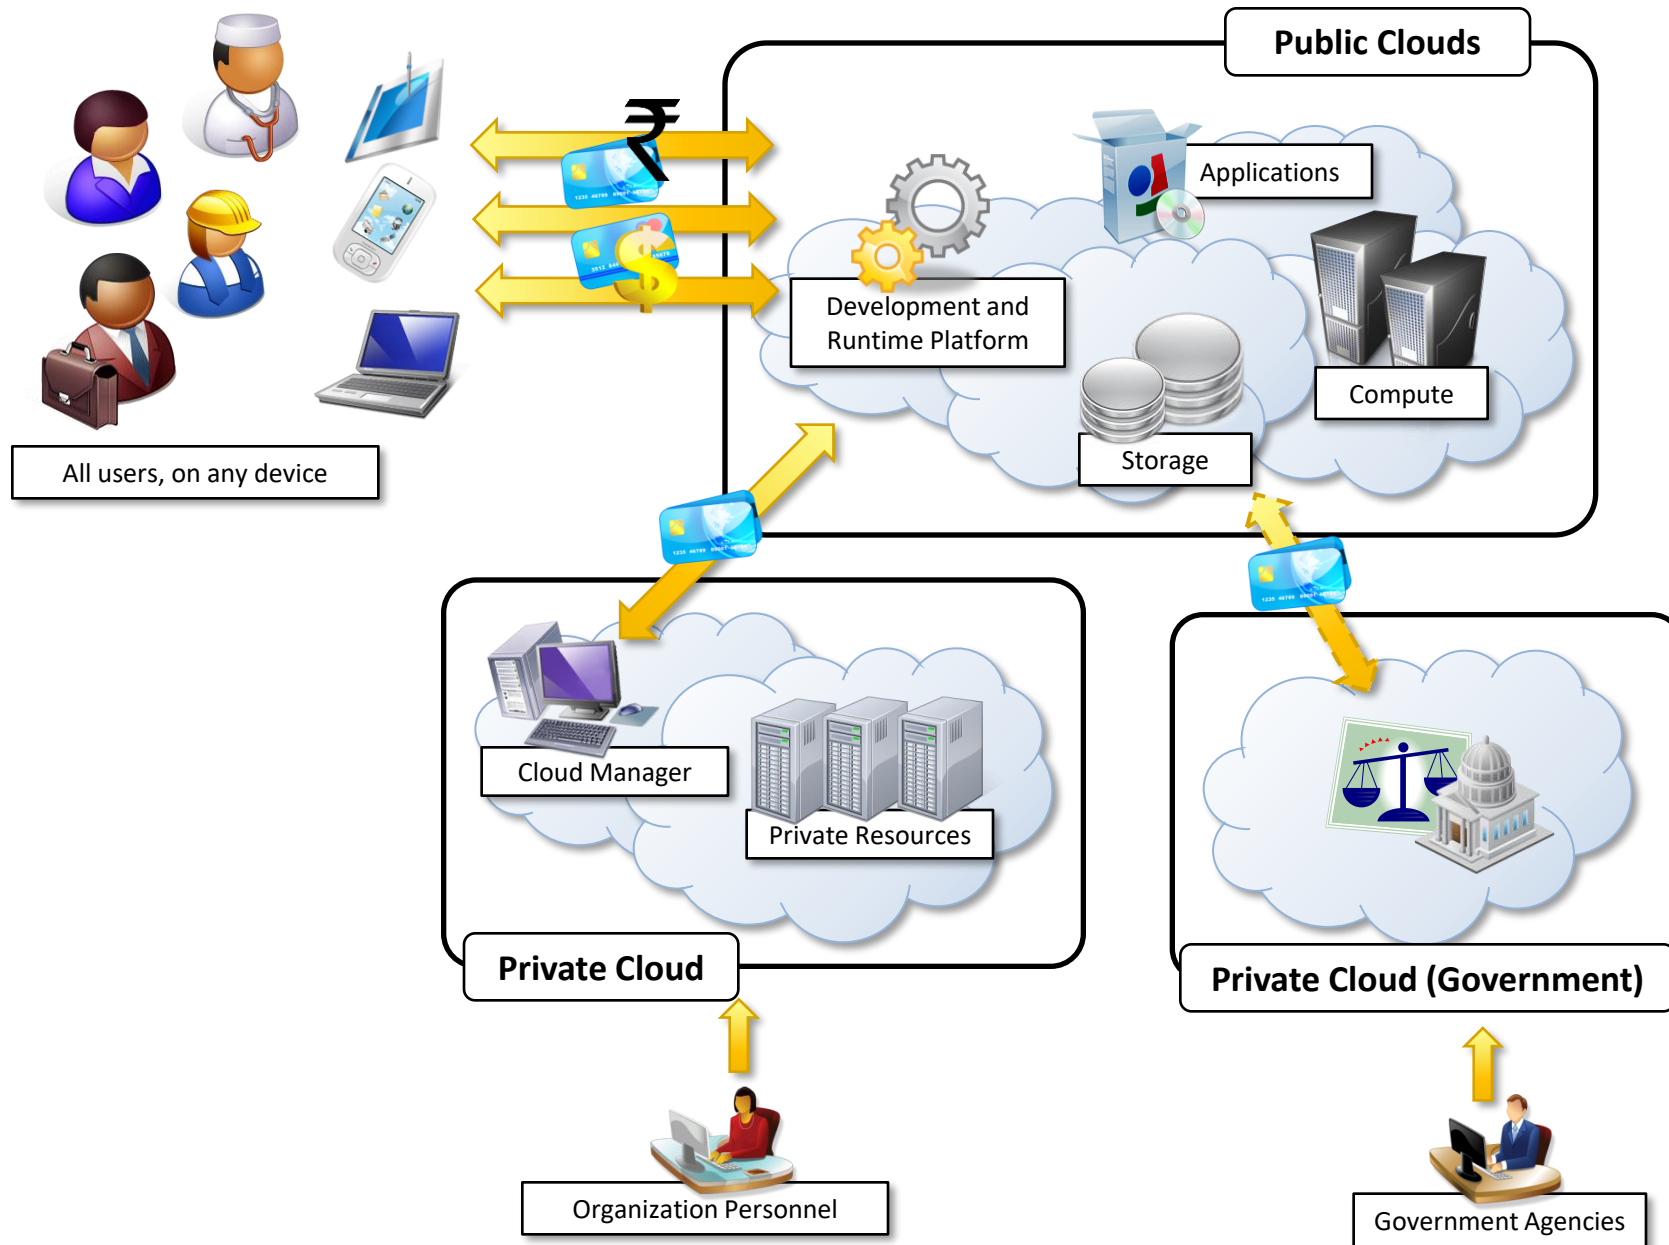 Public Clouds
₹
Applications
$
Development and
Runtime Platform
Compute
Storage
All users, on any device
Cloud Manager
Private Resources
Private Cloud
Private Cloud (Government)
Organization Personnel
Government Agencies